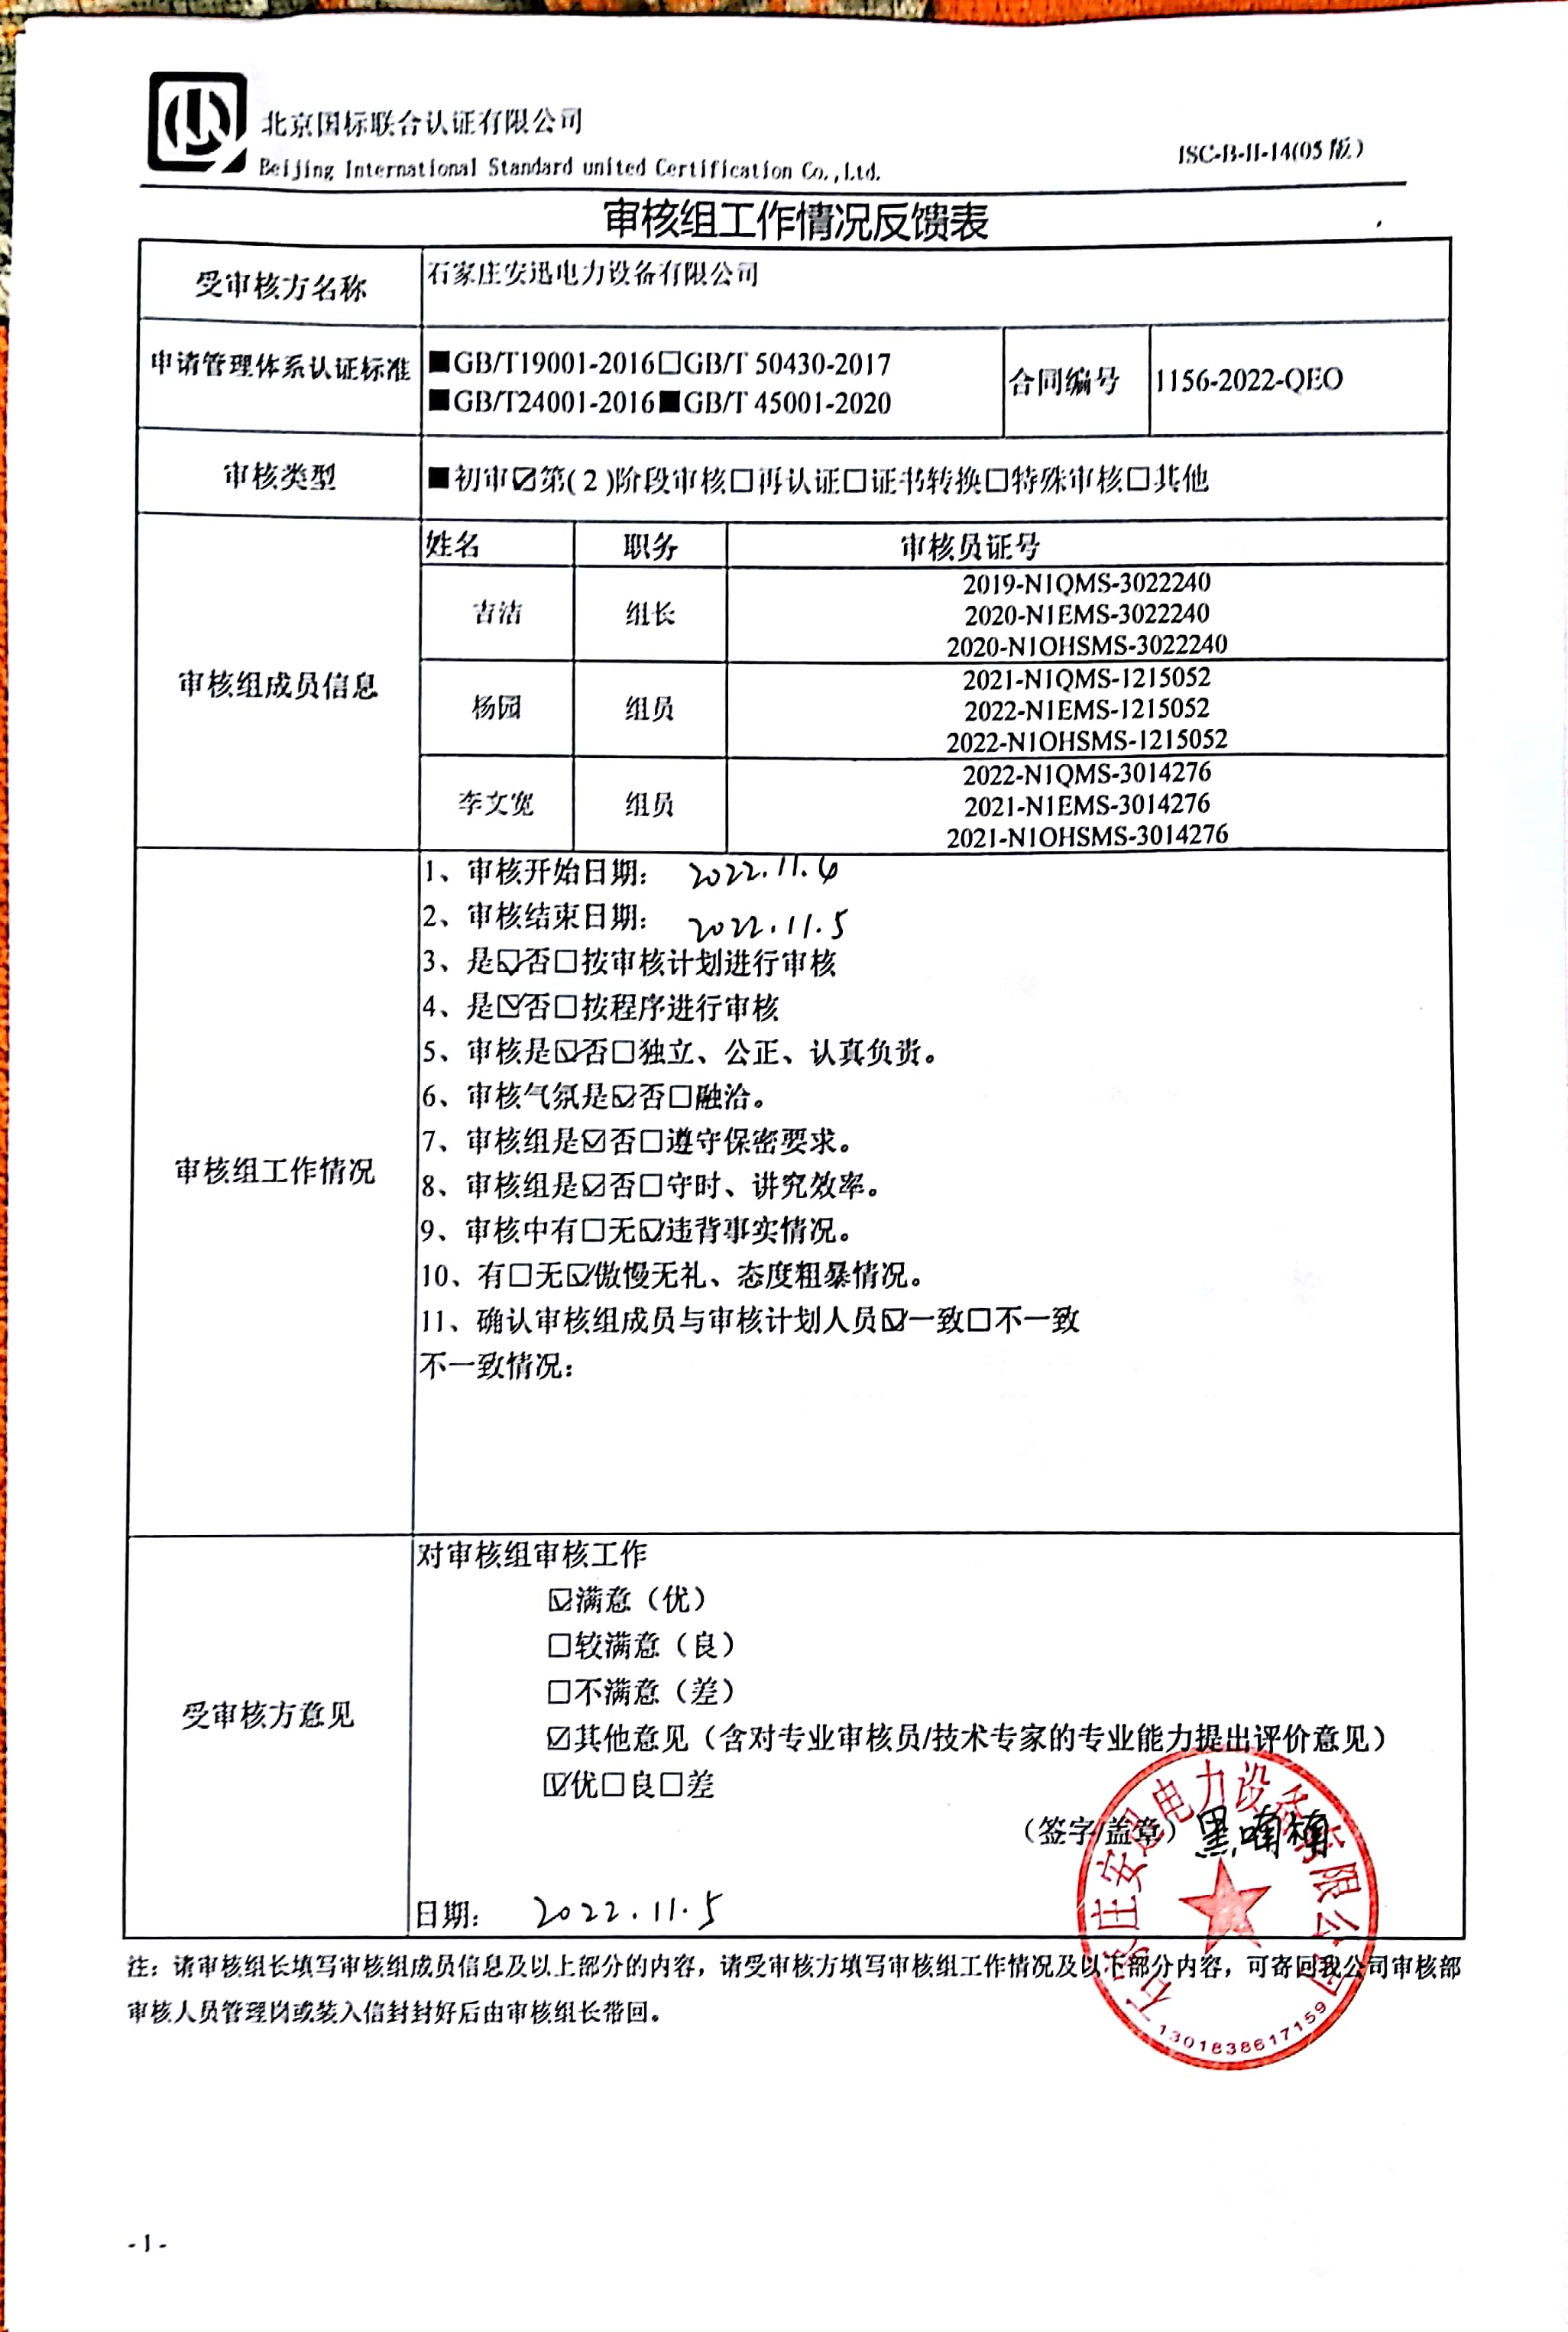 北京国标联合认证有限公司
Beijing International Standard united Certification Co.,Ltd.
ISC-B-II-14(05版)
审核组工作情况反馈表
受审核方名称
石家庄安迅电力设备有限公司
申请管理体系认证标准
■GB/T19001-2016□GB/T 50430-2017
■GB/T24001-2016■GB/T 45001-2020
合同编号
1156-2022-QEO
审核类型
■初审☑第(2)阶段审核□再认证□证书转换□特殊审核□其他
审核组成员信息
姓名 职务 审核员证号
吉洁 组长
2019-N1QMS-3022240
2020-N1EMS-3022240
2020-N1OHSMS-3022240
杨园 组员
2021-N1QMS-1215052
2022-N1EMS-1215052
2022-N1OHSMS-1215052
李文宽 组员
2022-N1QMS-3014276
2021-N1EMS-3014276
2021-N1OHSMS-3014276
审核组工作情况
1、审核开始日期： 2022.11.
2、审核结束日期： 2022.11.5
3、是☑否□按审核计划进行审核
4、是☑否□按程序进行审核
5、审核是☑否□独立、公正、认真负责。
6、审核气氛是☑否□融洽。
7、审核组是☑否□遵守保密要求。
8、审核组是☑否□守时、讲究效率。
9、审核中有□无☑违背事实情况。
10、有□无☑傲慢无礼、态度粗暴情况。
11、确认审核组成员与审核计划人员☑一致□不一致
不一致情况：
受审核方意见
对审核组审核工作
☑满意（优）
□较满意（良）
□不满意（差）
☑其他意见（含对专业审核员/技术专家的专业能力提出评价意见）
☑优□良□差
（签字/盖章）
石家庄安迅电力设备有限公司
1301838617159
日期： 2022.11.5
注：请审核组长填写审核组成员信息及以上部分的内容，请受审核方填写审核组工作情况及以下部分内容，可寄回我公司审核部
审核人员管理岗或装入信封封好后由审核组长带回。
-1-